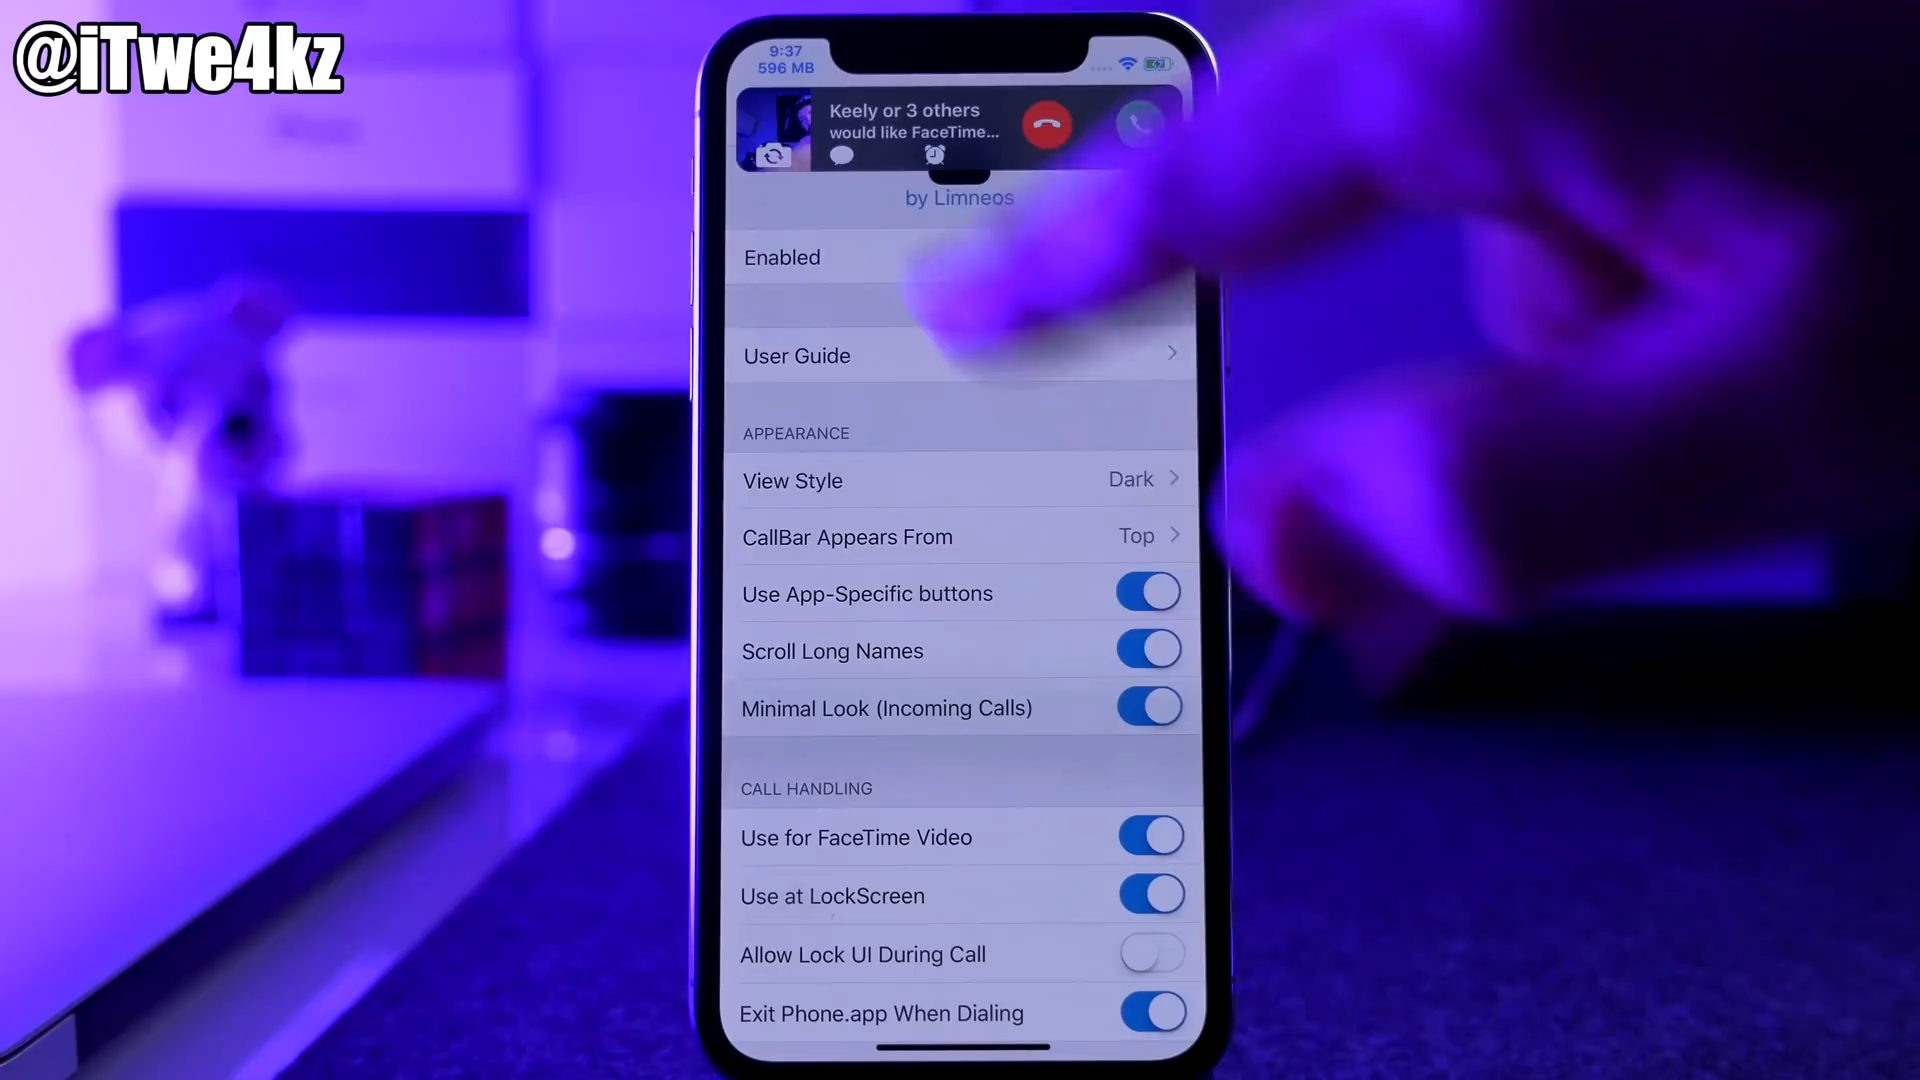 @iTwe4kz
9:37
596 MB
Keely or 3 others
would like FaceTime...
by Limneos
Enabled
User Guide
APPEARANCE
View Style Dark
CallBar Appears From Top
Use App-Specific buttons
Scroll Long Names
Minimal Look (Incoming Calls)
CALL HANDLING
Use for FaceTime Video
Use at LockScreen
Allow Lock UI During Call
Exit Phone.app When Dialing